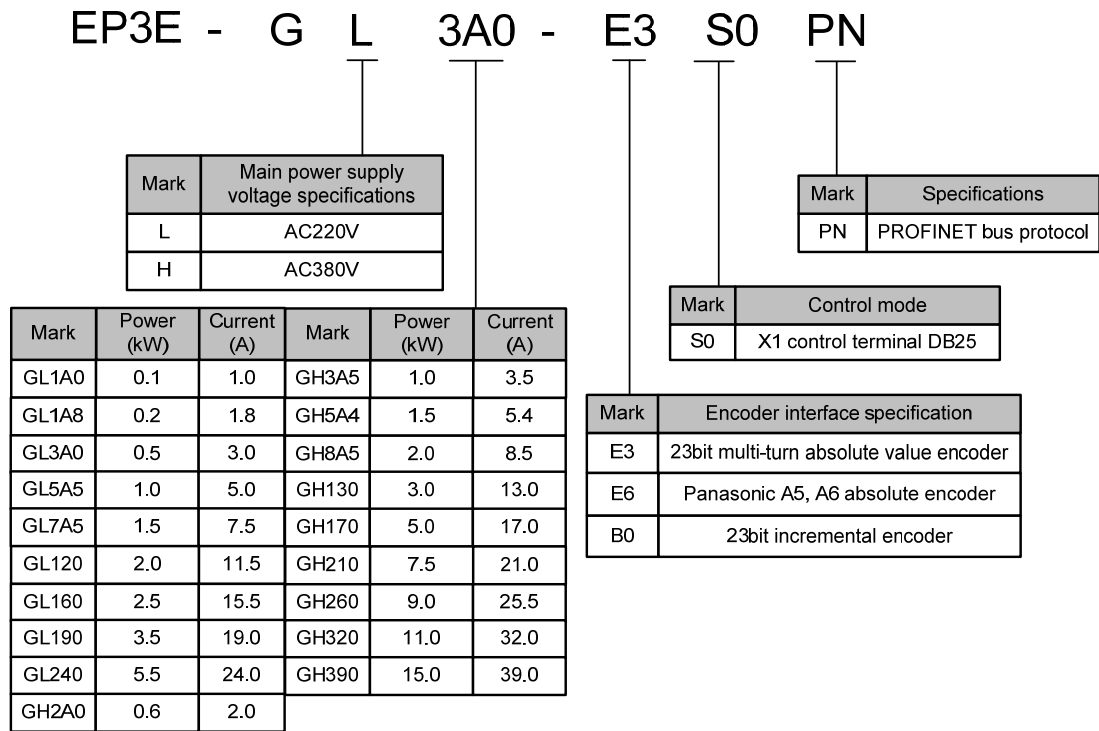 EP3E - G L 3A0 - E3 S0 PN
Mark Main power supply voltage specifications
L AC220V
H AC380V
Mark Specifications
PN PROFINET bus protocol
Mark Control mode
S0 X1 control terminal DB25
Mark Power (kW) Current (A) Mark Power (kW) Current (A)
GL1A0 0.1 1.0 GH3A5 1.0 3.5
GL1A8 0.2 1.8 GH5A4 1.5 5.4
GL3A0 0.5 3.0 GH8A5 2.0 8.5
GL5A5 1.0 5.0 GH130 3.0 13.0
GL7A5 1.5 7.5 GH170 5.0 17.0
GL120 2.0 11.5 GH210 7.5 21.0
GL160 2.5 15.5 GH260 9.0 25.5
GL190 3.5 19.0 GH320 11.0 32.0
GL240 5.5 24.0 GH390 15.0 39.0
GH2A0 0.6 2.0
Mark Encoder interface specification
E3 23bit multi-turn absolute value encoder
E6 Panasonic A5, A6 absolute encoder
B0 23bit incremental encoder